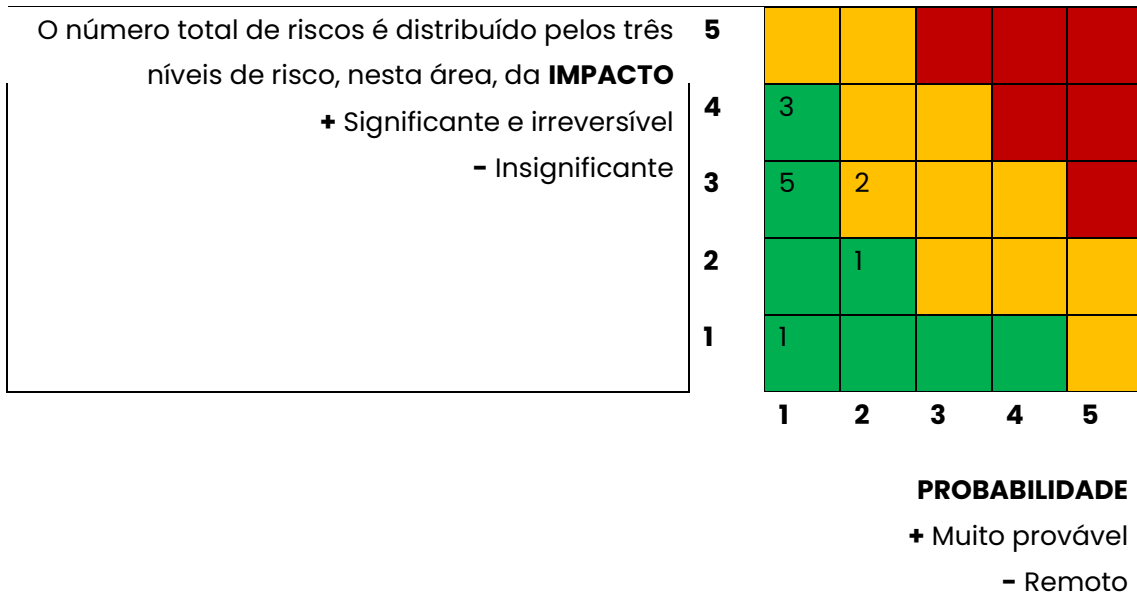 O número total de riscos é distribuído pelos três
níveis de risco, nesta área, da IMPACTO
+ Significante e irreversível
- Insignificante
5
4 3
3 5 2
2 1
1 1
1 2 3 4 5
PROBABILIDADE
+ Muito provável
- Remoto